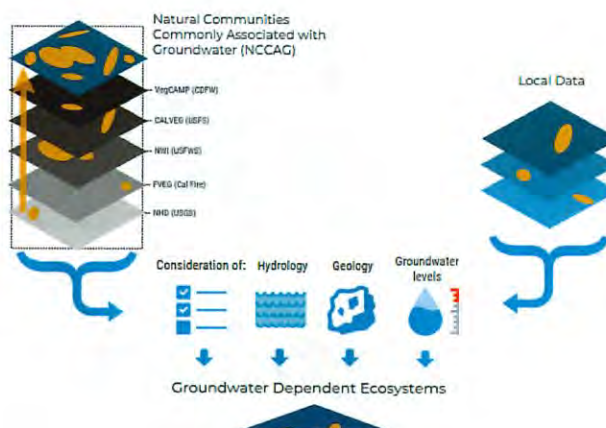 Natural Communities
Commonly Associated with
Groundwater (NCCAG)
VegCAMP (CDFW)
CALVEG (USFS)
NWI (USFWS)
FVEG (Cal Fire)
NHD (USGS)
Local Data
Consideration of:
Hydrology
Geology
Groundwater
levels
Groundwater Dependent Ecosystems